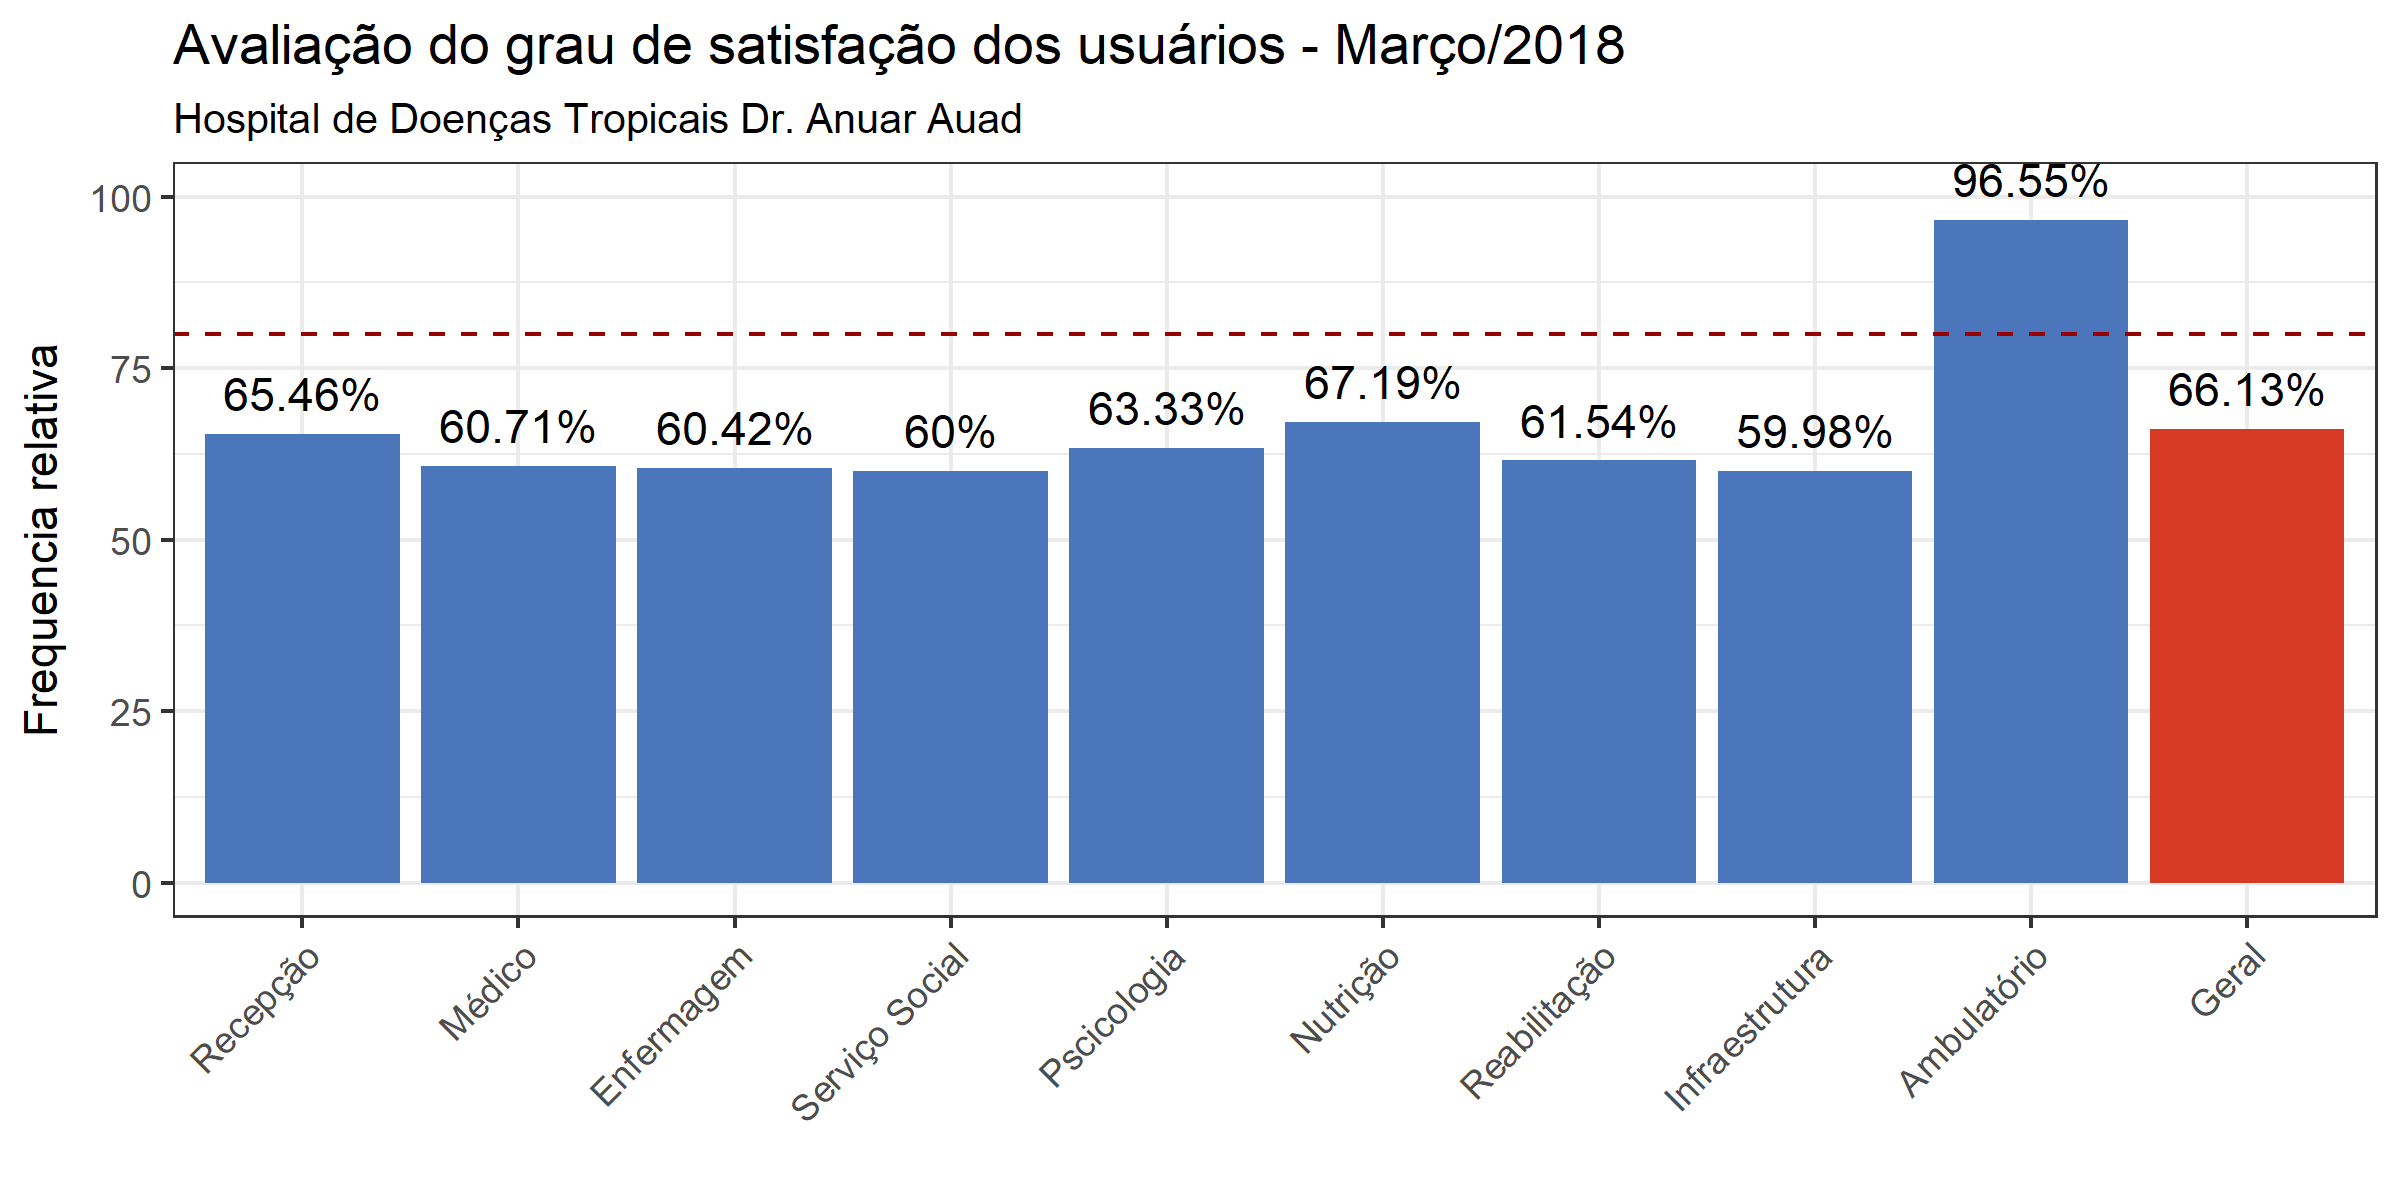 Avaliação do grau de satisfação dos usuários - Março/2018
Hospital de Doenças Tropicais Dr. Anuar Auad
Frequencia relativa
100
75
50
25
0
65.46%
60.71%
60.42%
60%
63.33%
67.19%
61.54%
59.98%
96.55%
66.13%
Recepção
Médico
Enfermagem
Serviço Social
Pscicologia
Nutrição
Reabilitação
Infraestrutura
Ambulatório
Geral